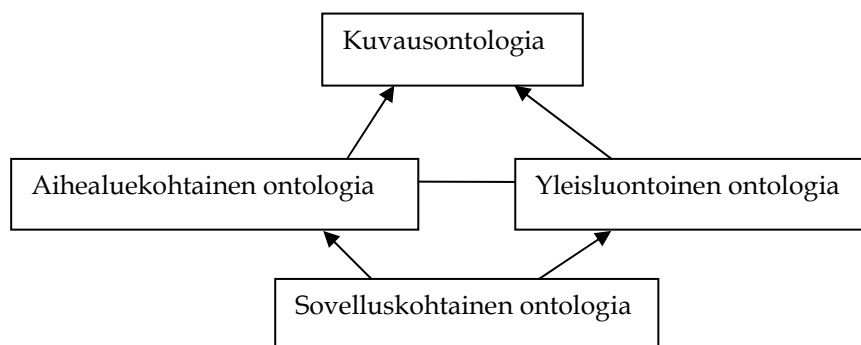 Kuvausontologia
Aihealuekohtainen ontologia
Yleisluontoinen ontologia
Sovelluskohtainen ontologia